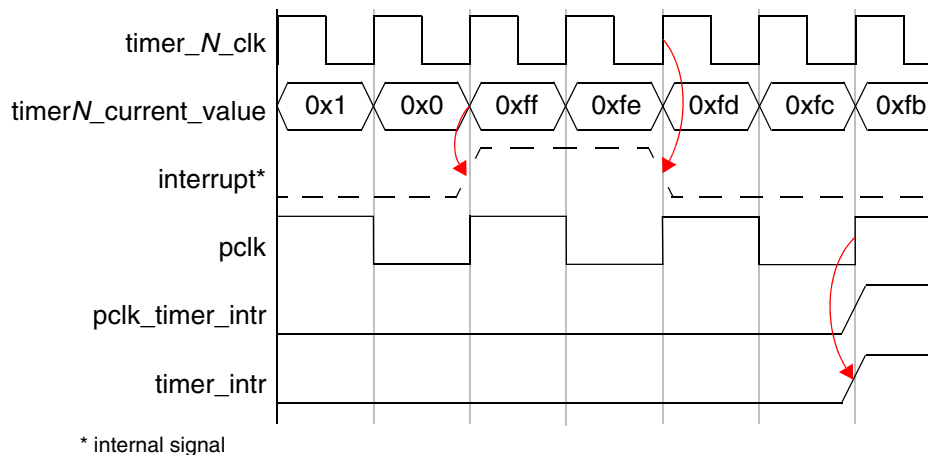 timer_N_clk
timerN_current_value 0x1 0x0 0xff 0xfe 0xfd 0xfc 0xfb
interrupt*
pclk
pclk_timer_intr
timer_intr
* internal signal